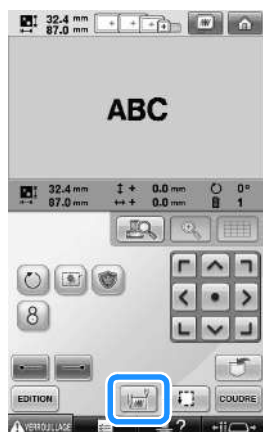 32.4 mm
87.0 mm
ABC
32.4 mm + 0.0 mm 0°
87.0 mm + 0.0 mm 1
8
EDITION COUDRE
VERROUILLAGE ?